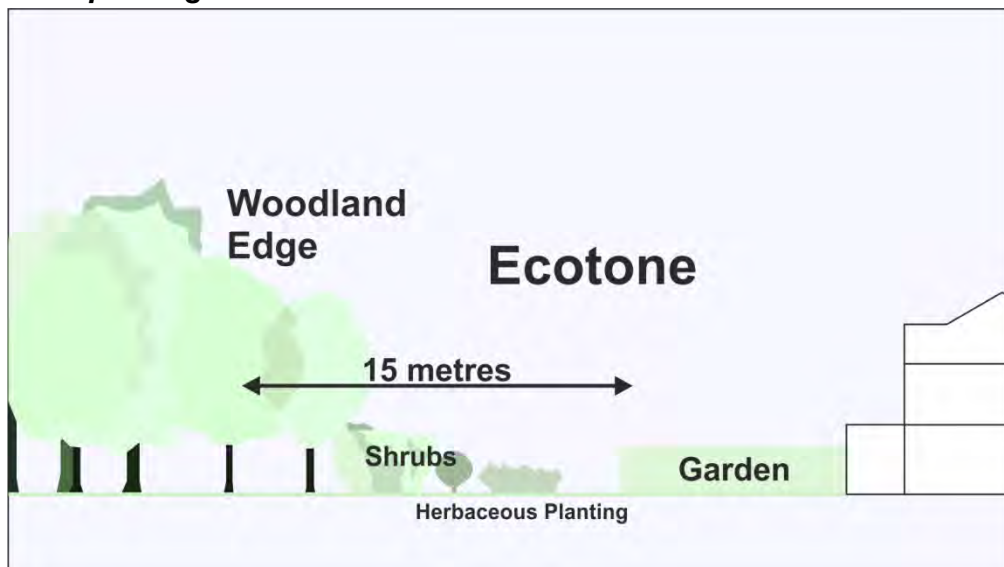 Woodland
Edge
Ecotone
15 metres
Shrubs
Garden
Herbaceous Planting